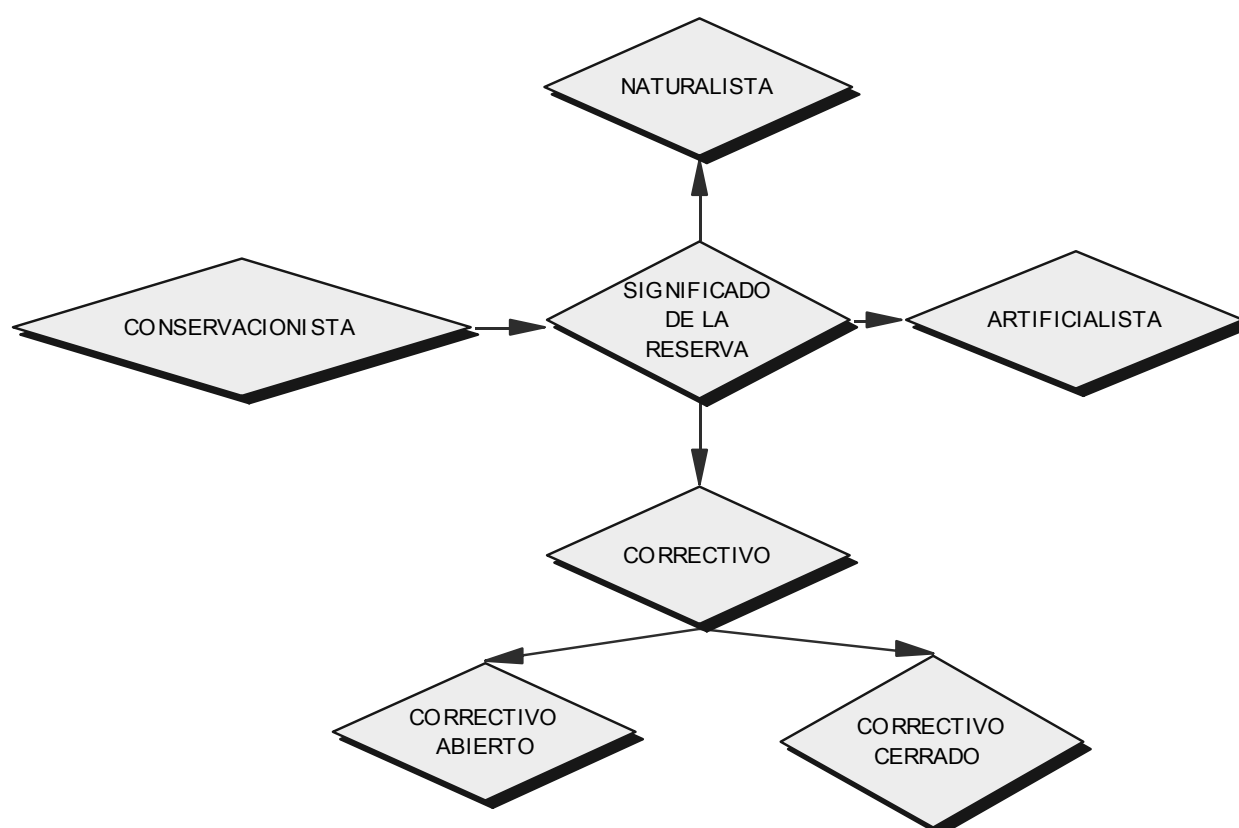 NATURALISTA
CONSERVACIONISTA
SIGNIFICADO
DE LA
RESERVA
ARTIFICIALISTA
CORRECTIVO
CORRECTIVO
ABIERTO
CORRECTIVO
CERRADO